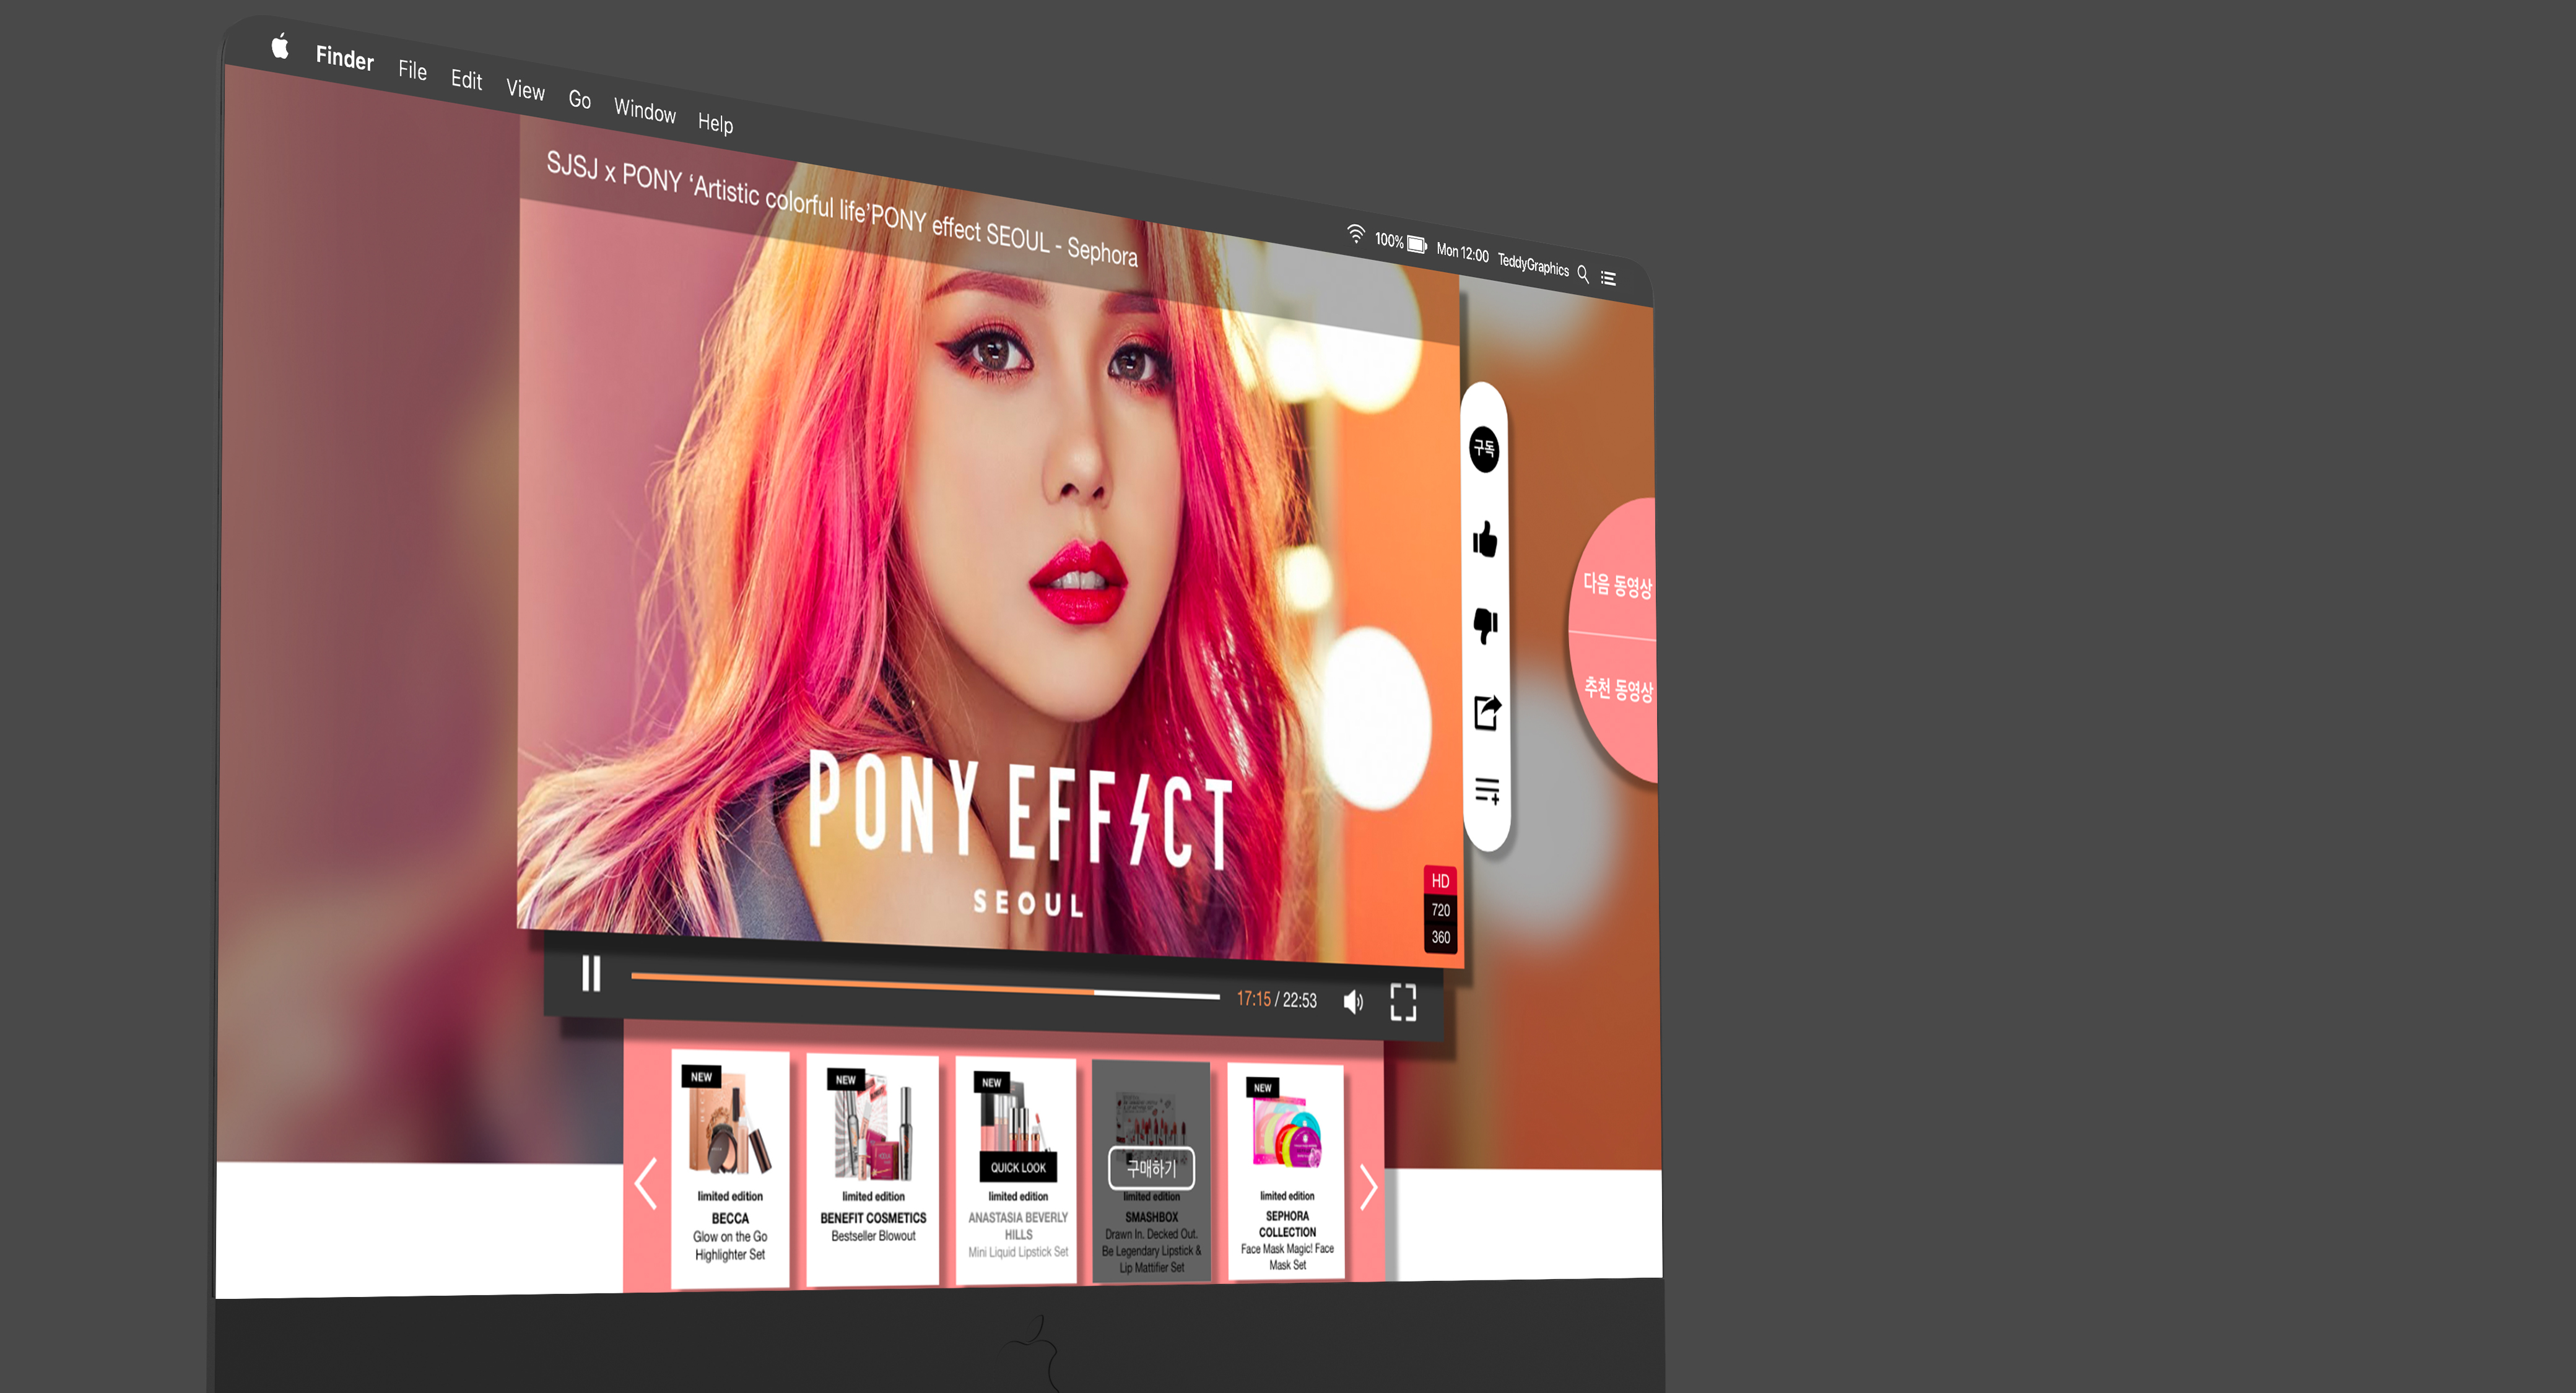 Finder File Edit View Go Window Help
100% Mon 12:00 TeddyGraphics
SJSJ x PONY ‘Artistic colorful life’PONY effect SEOUL - Sephora
구독
다음 동영상
추천 동영상
PONY EFFECT
SEOUL
HD
720
360
17:15 / 22:53
NEW
limited edition
BECCA
Glow on the Go
Highlighter Set
NEW
limited edition
BENEFIT COSMETICS
Bestseller Blowout
NEW
QUICK LOOK
limited edition
ANASTASIA BEVERLY
HILLS
Mini Liquid Lipstick Set
구매하기
limited edition
SMASHBOX
Drawn In. Decked Out.
Be Legendary Lipstick &
Lip Mattifier Set
NEW
limited edition
SEPHORA
COLLECTION
Face Mask Magic! Face
Mask Set